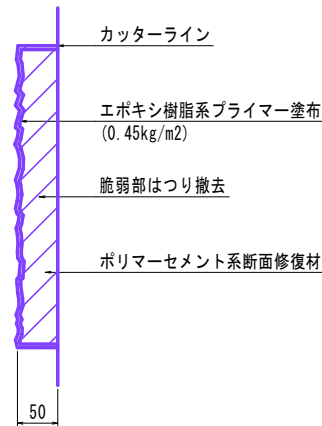 カッターライン
エポキシ樹脂系プライマー塗布
(0.45kg/m2)
脆弱部はつり撤去
ポリマーセメント系断面修復材
50